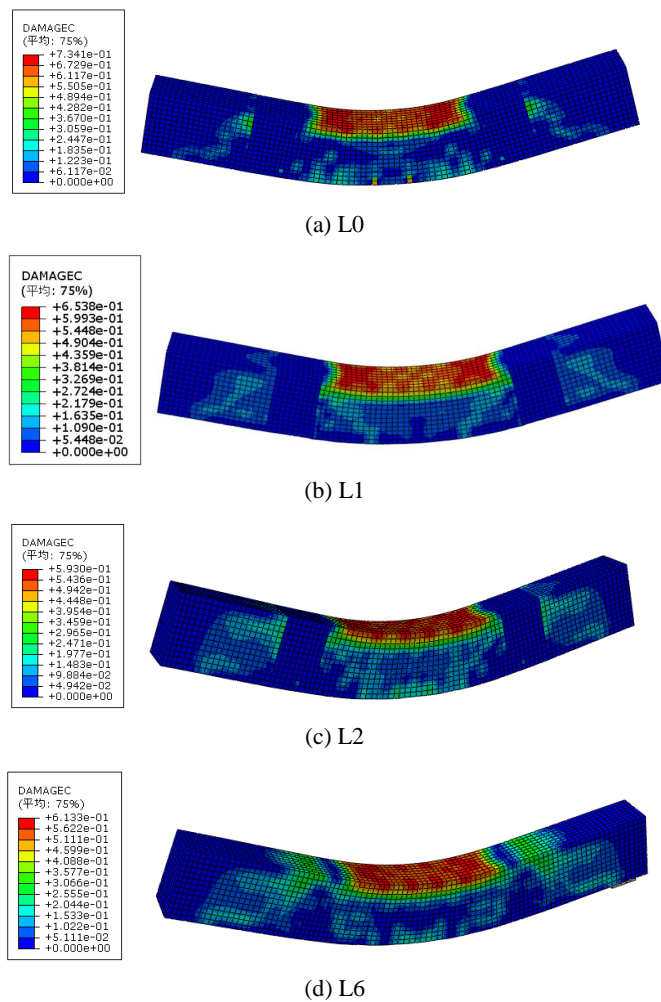 DAMAGEC
(平均: 75%)
+7.341e-01
+6.729e-01
+6.117e-01
+5.505e-01
+4.894e-01
+4.282e-01
+3.670e-01
+3.059e-01
+2.447e-01
+1.835e-01
+1.223e-01
+6.117e-02
+0.000e+00
(a) L0
DAMAGEC
(平均: 75%)
+6.538e-01
+5.993e-01
+5.448e-01
+4.904e-01
+4.359e-01
+3.814e-01
+3.269e-01
+2.724e-01
+2.179e-01
+1.635e-01
+1.090e-01
+5.448e-02
+0.000e+00
(b) L1
DAMAGEC
(平均: 75%)
+5.930e-01
+5.436e-01
+4.942e-01
+4.448e-01
+3.954e-01
+3.459e-01
+2.965e-01
+2.471e-01
+1.977e-01
+1.483e-01
+9.884e-02
+4.942e-02
+0.000e+00
(c) L2
DAMAGEC
(平均: 75%)
+6.133e-01
+5.622e-01
+5.111e-01
+4.599e-01
+4.088e-01
+3.577e-01
+3.066e-01
+2.555e-01
+2.044e-01
+1.533e-01
+1.022e-01
+5.111e-02
+0.000e+00
(d) L6